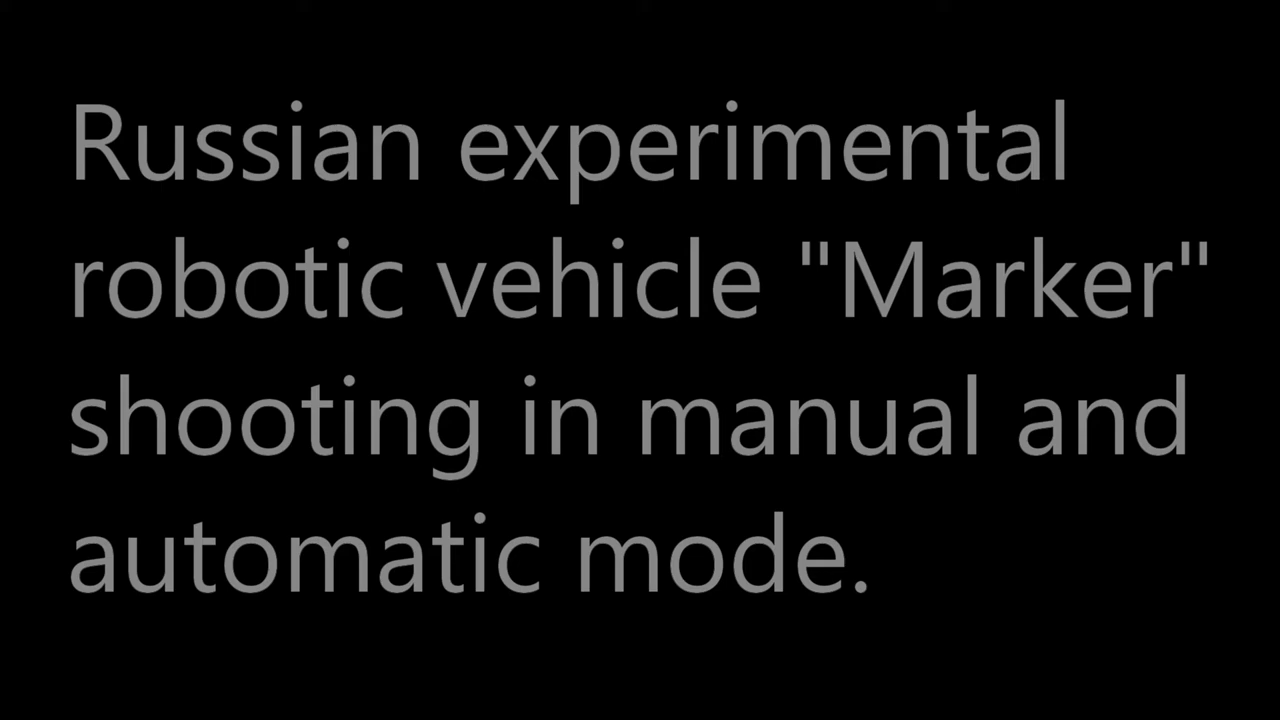 Russian experimental
robotic vehicle "Marker"
shooting in manual and
automatic mode.